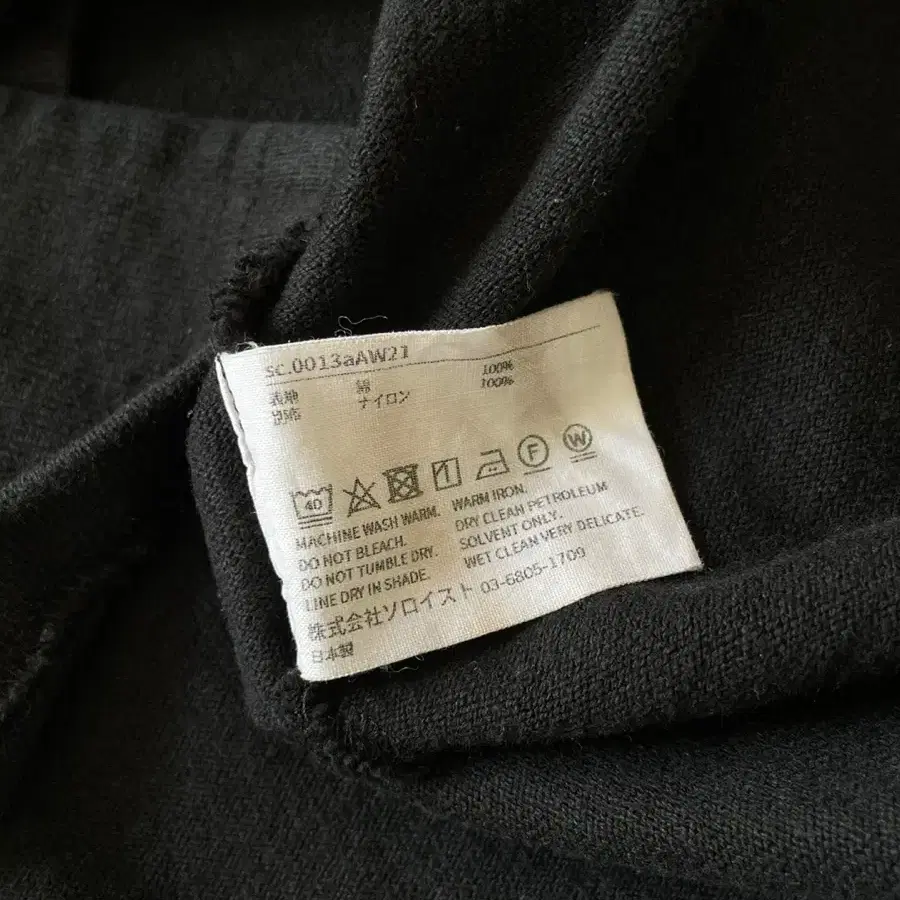 sc.0013aAW21
表地 綿 100%
別布 ナイロン 100%
40 F W
MACHINE WASH WARM. WARM IRON.
DO NOT BLEACH. DRY CLEAN PETROLEUM
DO NOT TUMBLE DRY. SOLVENT ONLY.
LINE DRY IN SHADE. WET CLEAN VERY DELICATE.
株式会社ソロイスト 03-6805-1709
日本製